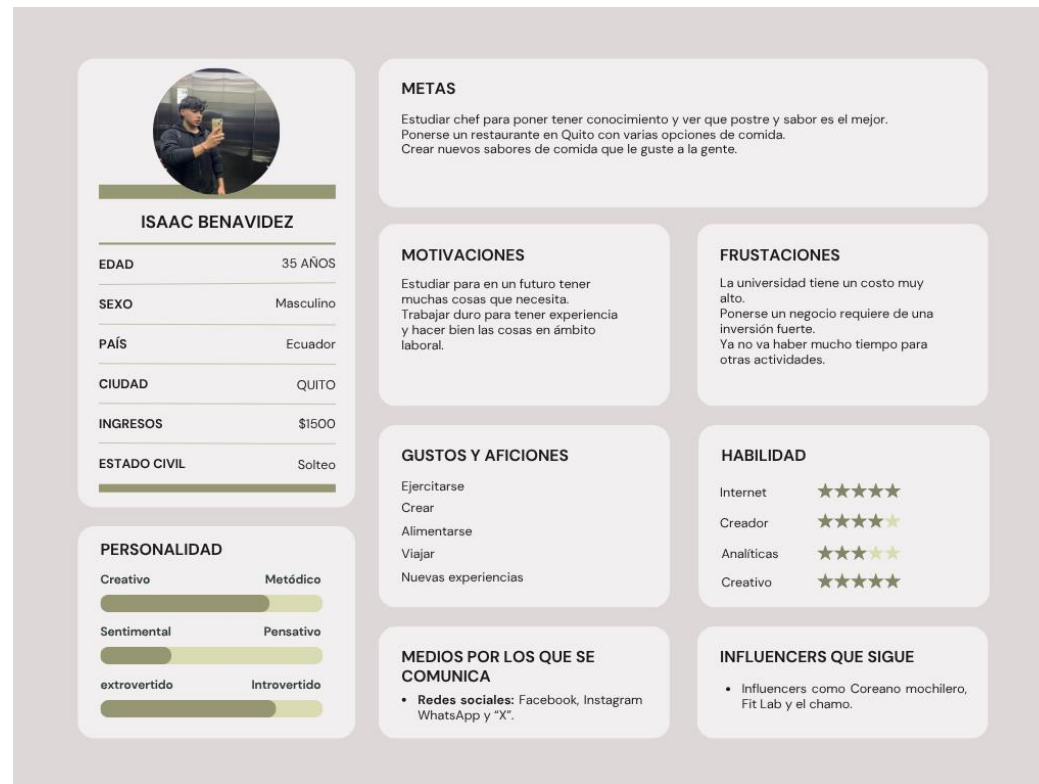 ISAAC BENAVIDEZ
EDAD 35 AÑOS
SEXO Masculino
PAÍS Ecuador
CIUDAD QUITO
INGRESOS $1500
ESTADO CIVIL Solteo
PERSONALIDAD
Creativo Metódico
Sentimental Pensativo
extrovertido Introvertido
METAS
Estudiar chef para poner tener conocimiento y ver que postre y sabor es el mejor.
Ponerse un restaurante en Quito con varias opciones de comida.
Crear nuevos sabores de comida que le guste a la gente.
MOTIVACIONES
Estudiar para en un futuro tener
muchas cosas que necesita.
Trabajar duro para tener experiencia
y hacer bien las cosas en ámbito
laboral.
FRUSTACIONES
La universidad tiene un costo muy
alto.
Ponerse un negocio requiere de una
inversión fuerte.
Ya no va haber mucho tiempo para
otras actividades.
GUSTOS Y AFICIONES
Ejercitarse
Crear
Alimentarse
Viajar
Nuevas experiencias
HABILIDAD
Internet
Creador
Analíticas
Creativo
MEDIOS POR LOS QUE SE
COMUNICA
• Redes sociales: Facebook, Instagram
WhatsApp y “X”.
INFLUENCERS QUE SIGUE
• Influencers como Coreano mochilero,
Fit Lab y el chamo.